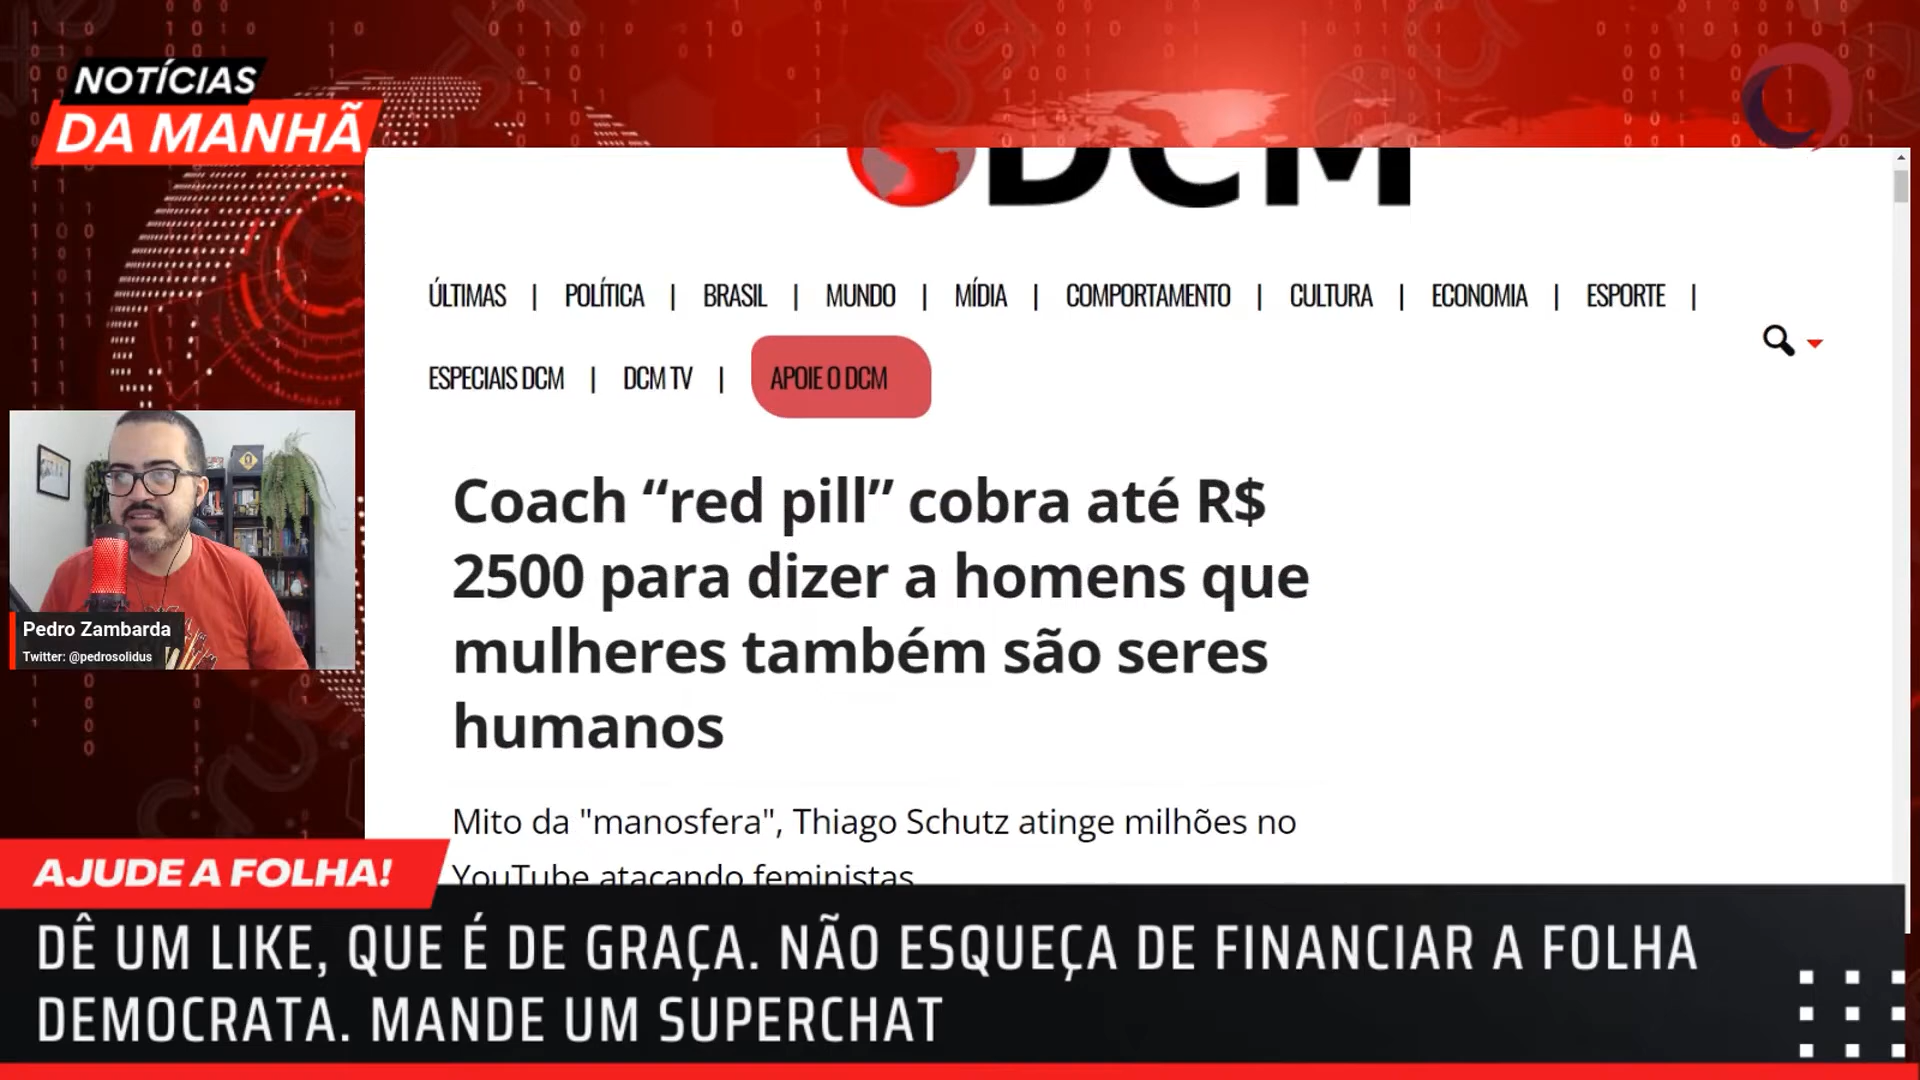 NOTÍCIAS
DA MANHÃ
DCM
ÚLTIMAS | POLÍTICA | BRASIL | MUNDO | MÍDIA | COMPORTAMENTO | CULTURA | ECONOMIA | ESPORTE |
ESPECIAIS DCM | DCM TV | APOIE O DCM
Coach “red pill” cobra até R$
2500 para dizer a homens que
mulheres também são seres
humanos
Mito da "manosfera", Thiago Schutz atinge milhões no
YouTube atacando feministas
Pedro Zambarda
Twitter: @pedrosolidus
AJUDE A FOLHA!
DÊ UM LIKE, QUE É DE GRAÇA. NÃO ESQUEÇA DE FINANCIAR A FOLHA
DEMOCRATA. MANDE UM SUPERCHAT